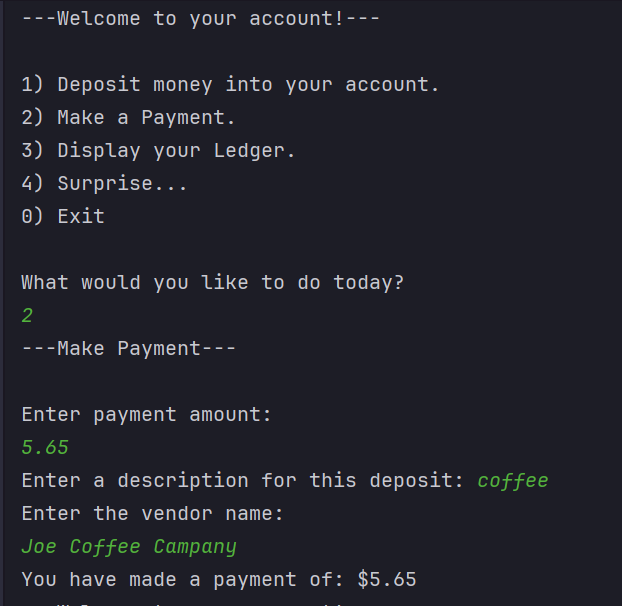 ---Welcome to your account!---
1) Deposit money into your account.
2) Make a Payment.
3) Display your Ledger.
4) Surprise...
0) Exit
What would you like to do today?
2
---Make Payment---
Enter payment amount:
5.65
Enter a description for this deposit: coffee
Enter the vendor name:
Joe Coffee Campany
You have made a payment of: $5.65